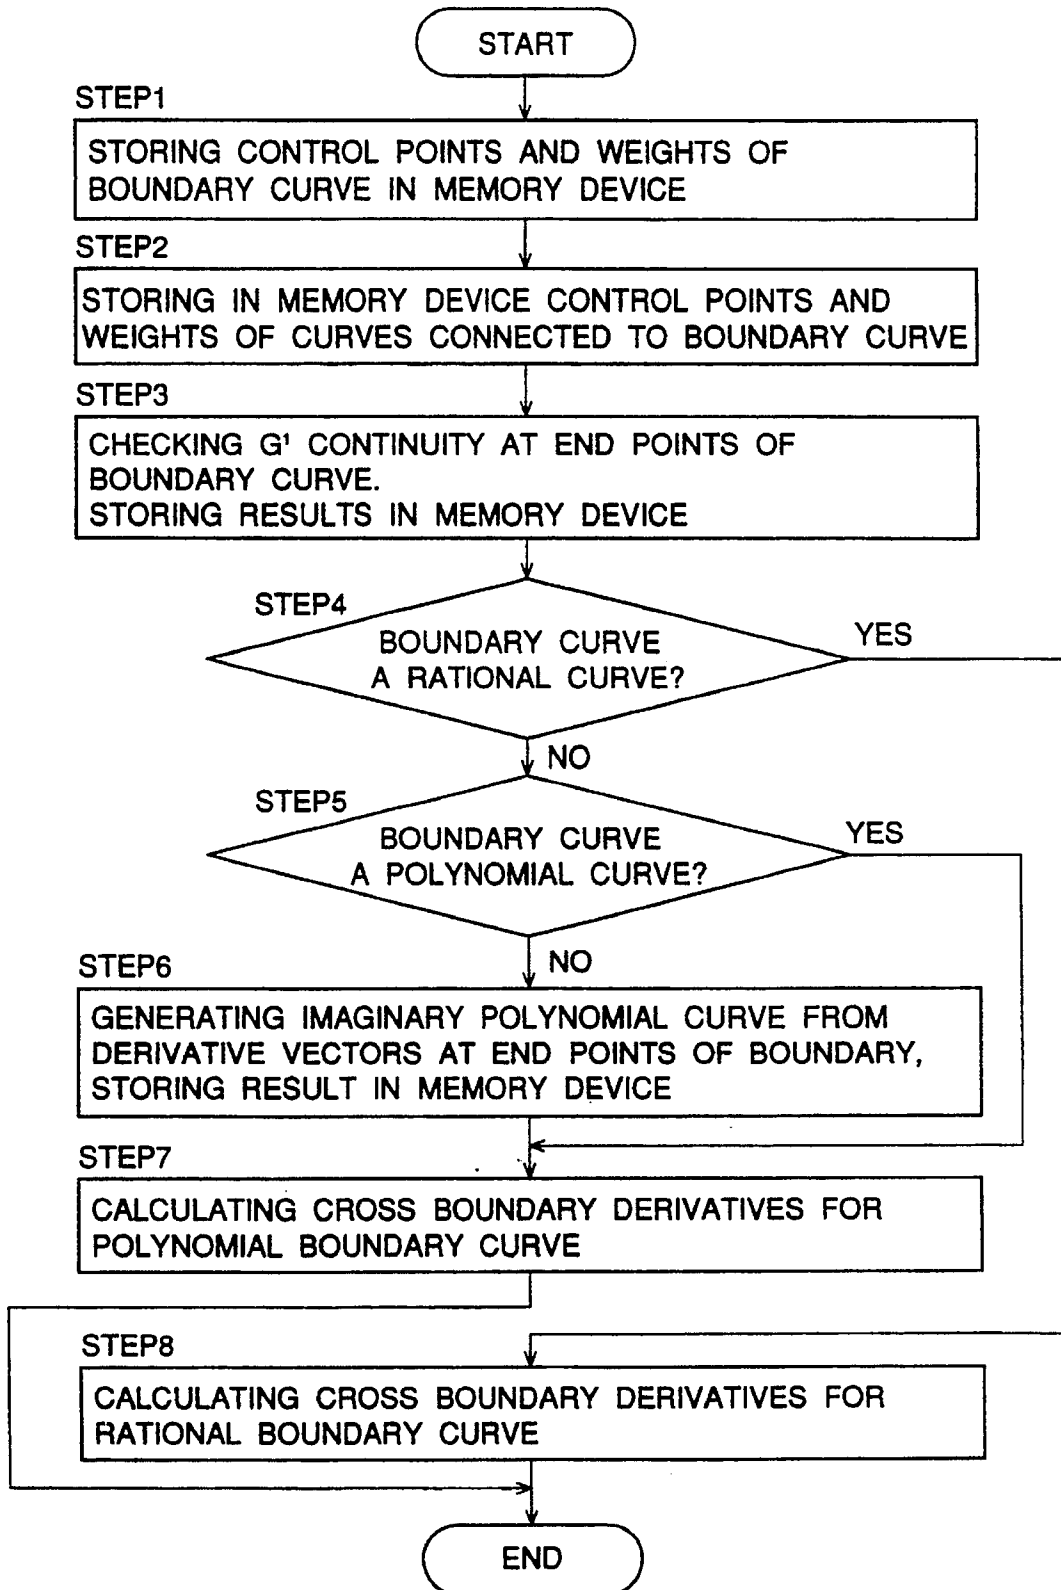 START
STEP1
STORING CONTROL POINTS AND WEIGHTS OF
BOUNDARY CURVE IN MEMORY DEVICE
STEP2
STORING IN MEMORY DEVICE CONTROL POINTS AND
WEIGHTS OF CURVES CONNECTED TO BOUNDARY CURVE
STEP3
CHECKING G¹ CONTINUITY AT END POINTS OF
BOUNDARY CURVE.
STORING RESULTS IN MEMORY DEVICE
STEP4
BOUNDARY CURVE
A RATIONAL CURVE?
YES
NO
STEP5
BOUNDARY CURVE
A POLYNOMIAL CURVE?
YES
NO
STEP6
GENERATING IMAGINARY POLYNOMIAL CURVE FROM
DERIVATIVE VECTORS AT END POINTS OF BOUNDARY,
STORING RESULT IN MEMORY DEVICE
STEP7
CALCULATING CROSS BOUNDARY DERIVATIVES FOR
POLYNOMIAL BOUNDARY CURVE
STEP8
CALCULATING CROSS BOUNDARY DERIVATIVES FOR
RATIONAL BOUNDARY CURVE
END